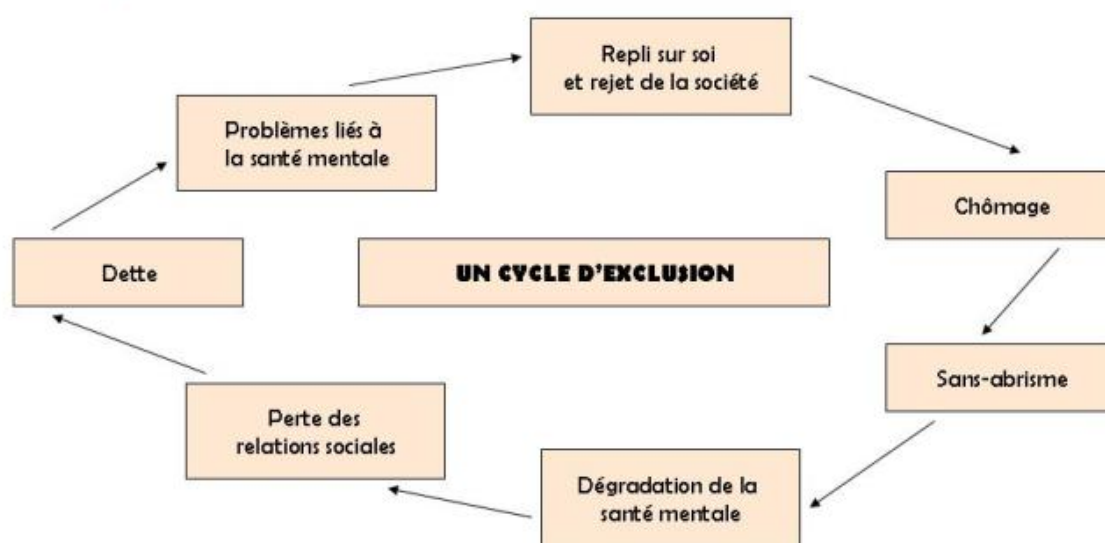 Repli sur soi
et rejet de la société
Problèmes liés à
la santé mentale
Chômage
Dette
UN CYCLE D'EXCLUSION
Sans-abrisme
Perte des
relations sociales
Dégradation de la
santé mentale